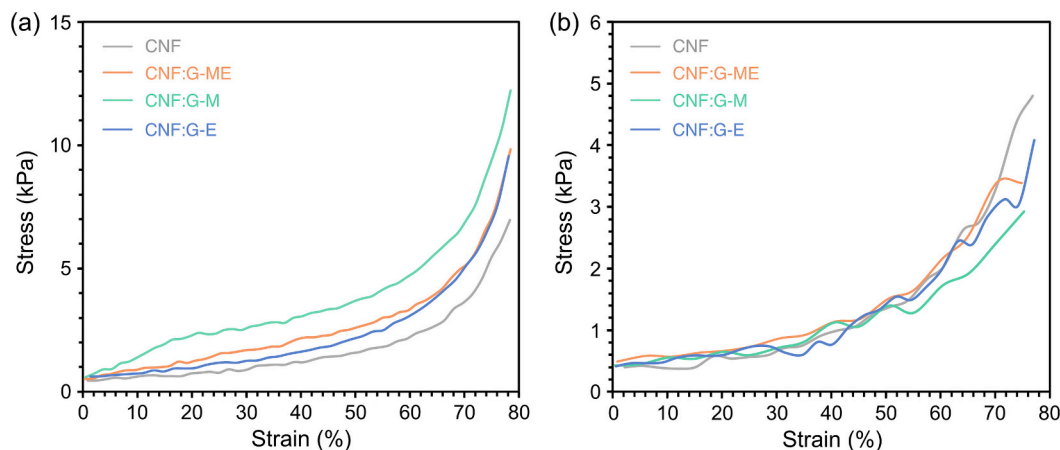 (a)
15
10
5
0
Stress (kPa)
CNF
CNF:G-ME
CNF:G-M
CNF:G-E
0 10 20 30 40 50 60 70 80
Strain (%)
(b)
6
5
4
3
2
1
0
Stress (kPa)
CNF
CNF:G-ME
CNF:G-M
CNF:G-E
0 10 20 30 40 50 60 70 80
Strain (%)